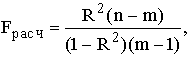 F расч = R²(n − m) / (1 − R²)(m − 1),